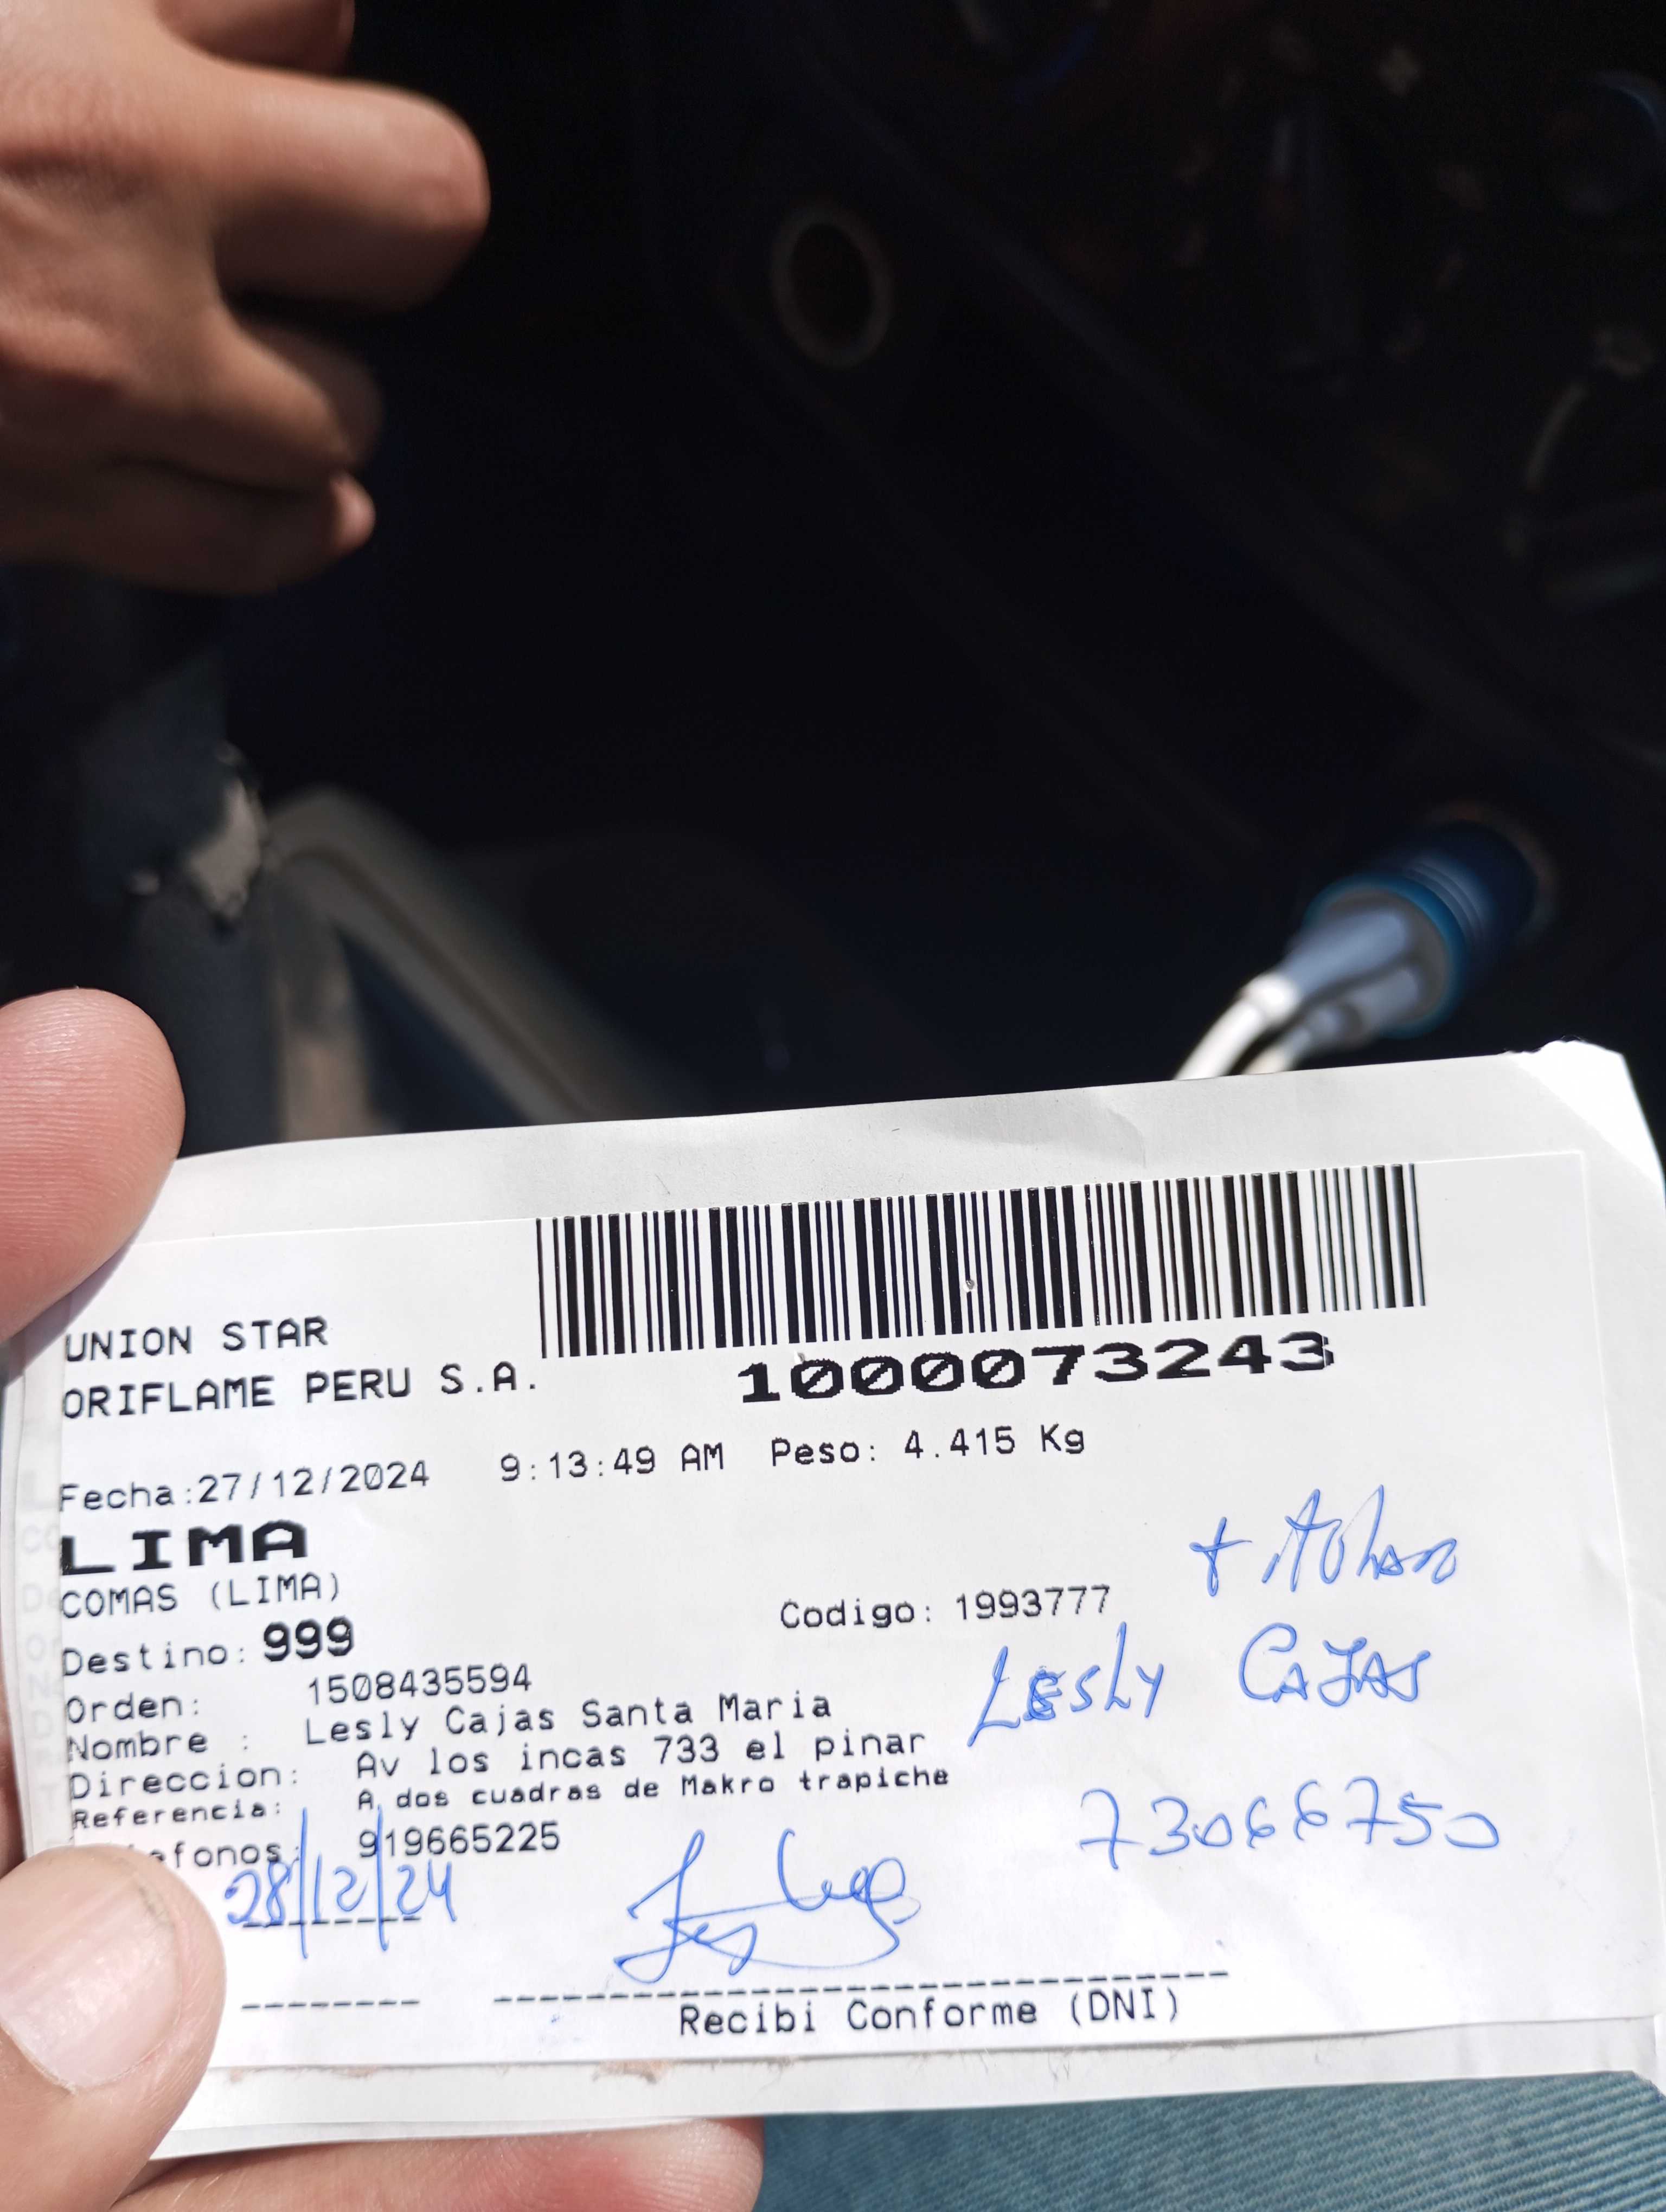 UNION STAR
ORIFLAME PERU S.A.
1000073243
Fecha:27/12/2024 9:13:49 AM Peso: 4.415 Kg
LIMA
COMAS (LIMA)
Destino: 999
Codigo: 1993777
+
Orden: 1508435594
Nombre : Lesly Cajas Santa Maria
LESLY CAJAS
Direccion: Av los incas 733 el pinar
Referencia: A dos cuadras de Makro trapiche
efonos: 919665225
73066750
28/12/24
Recibi Conforme (DNI)